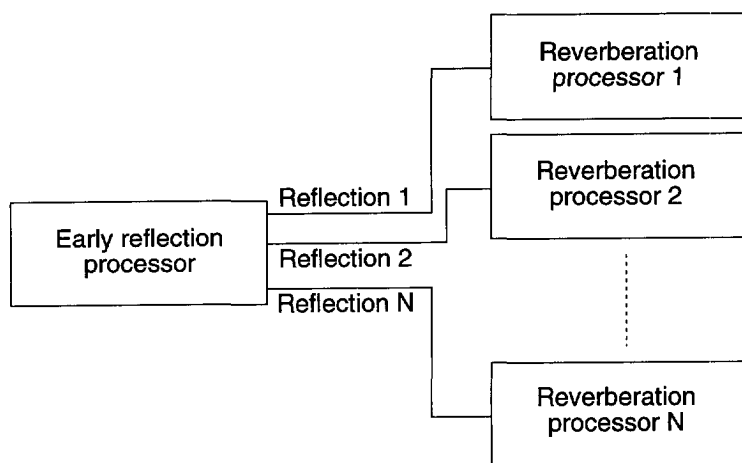 Reverberation
processor 1
Reverberation
processor 2
Reflection 1
Early reflection
processor
Reflection 2
Reflection N
Reverberation
processor N